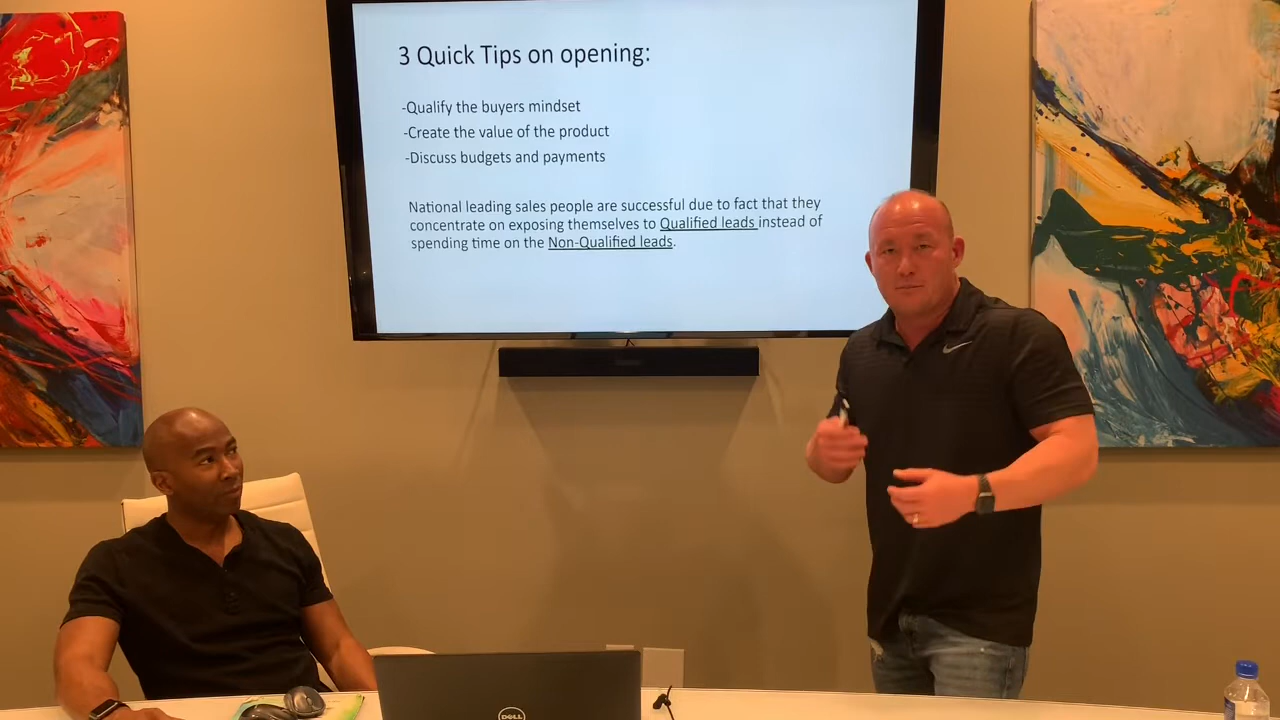 3 Quick Tips on opening:
-Qualify the buyers mindset
-Create the value of the product
-Discuss budgets and payments
National leading sales people are successful due to fact that they
concentrate on exposing themselves to Qualified leads instead of
spending time on the Non-Qualified leads.
DELL